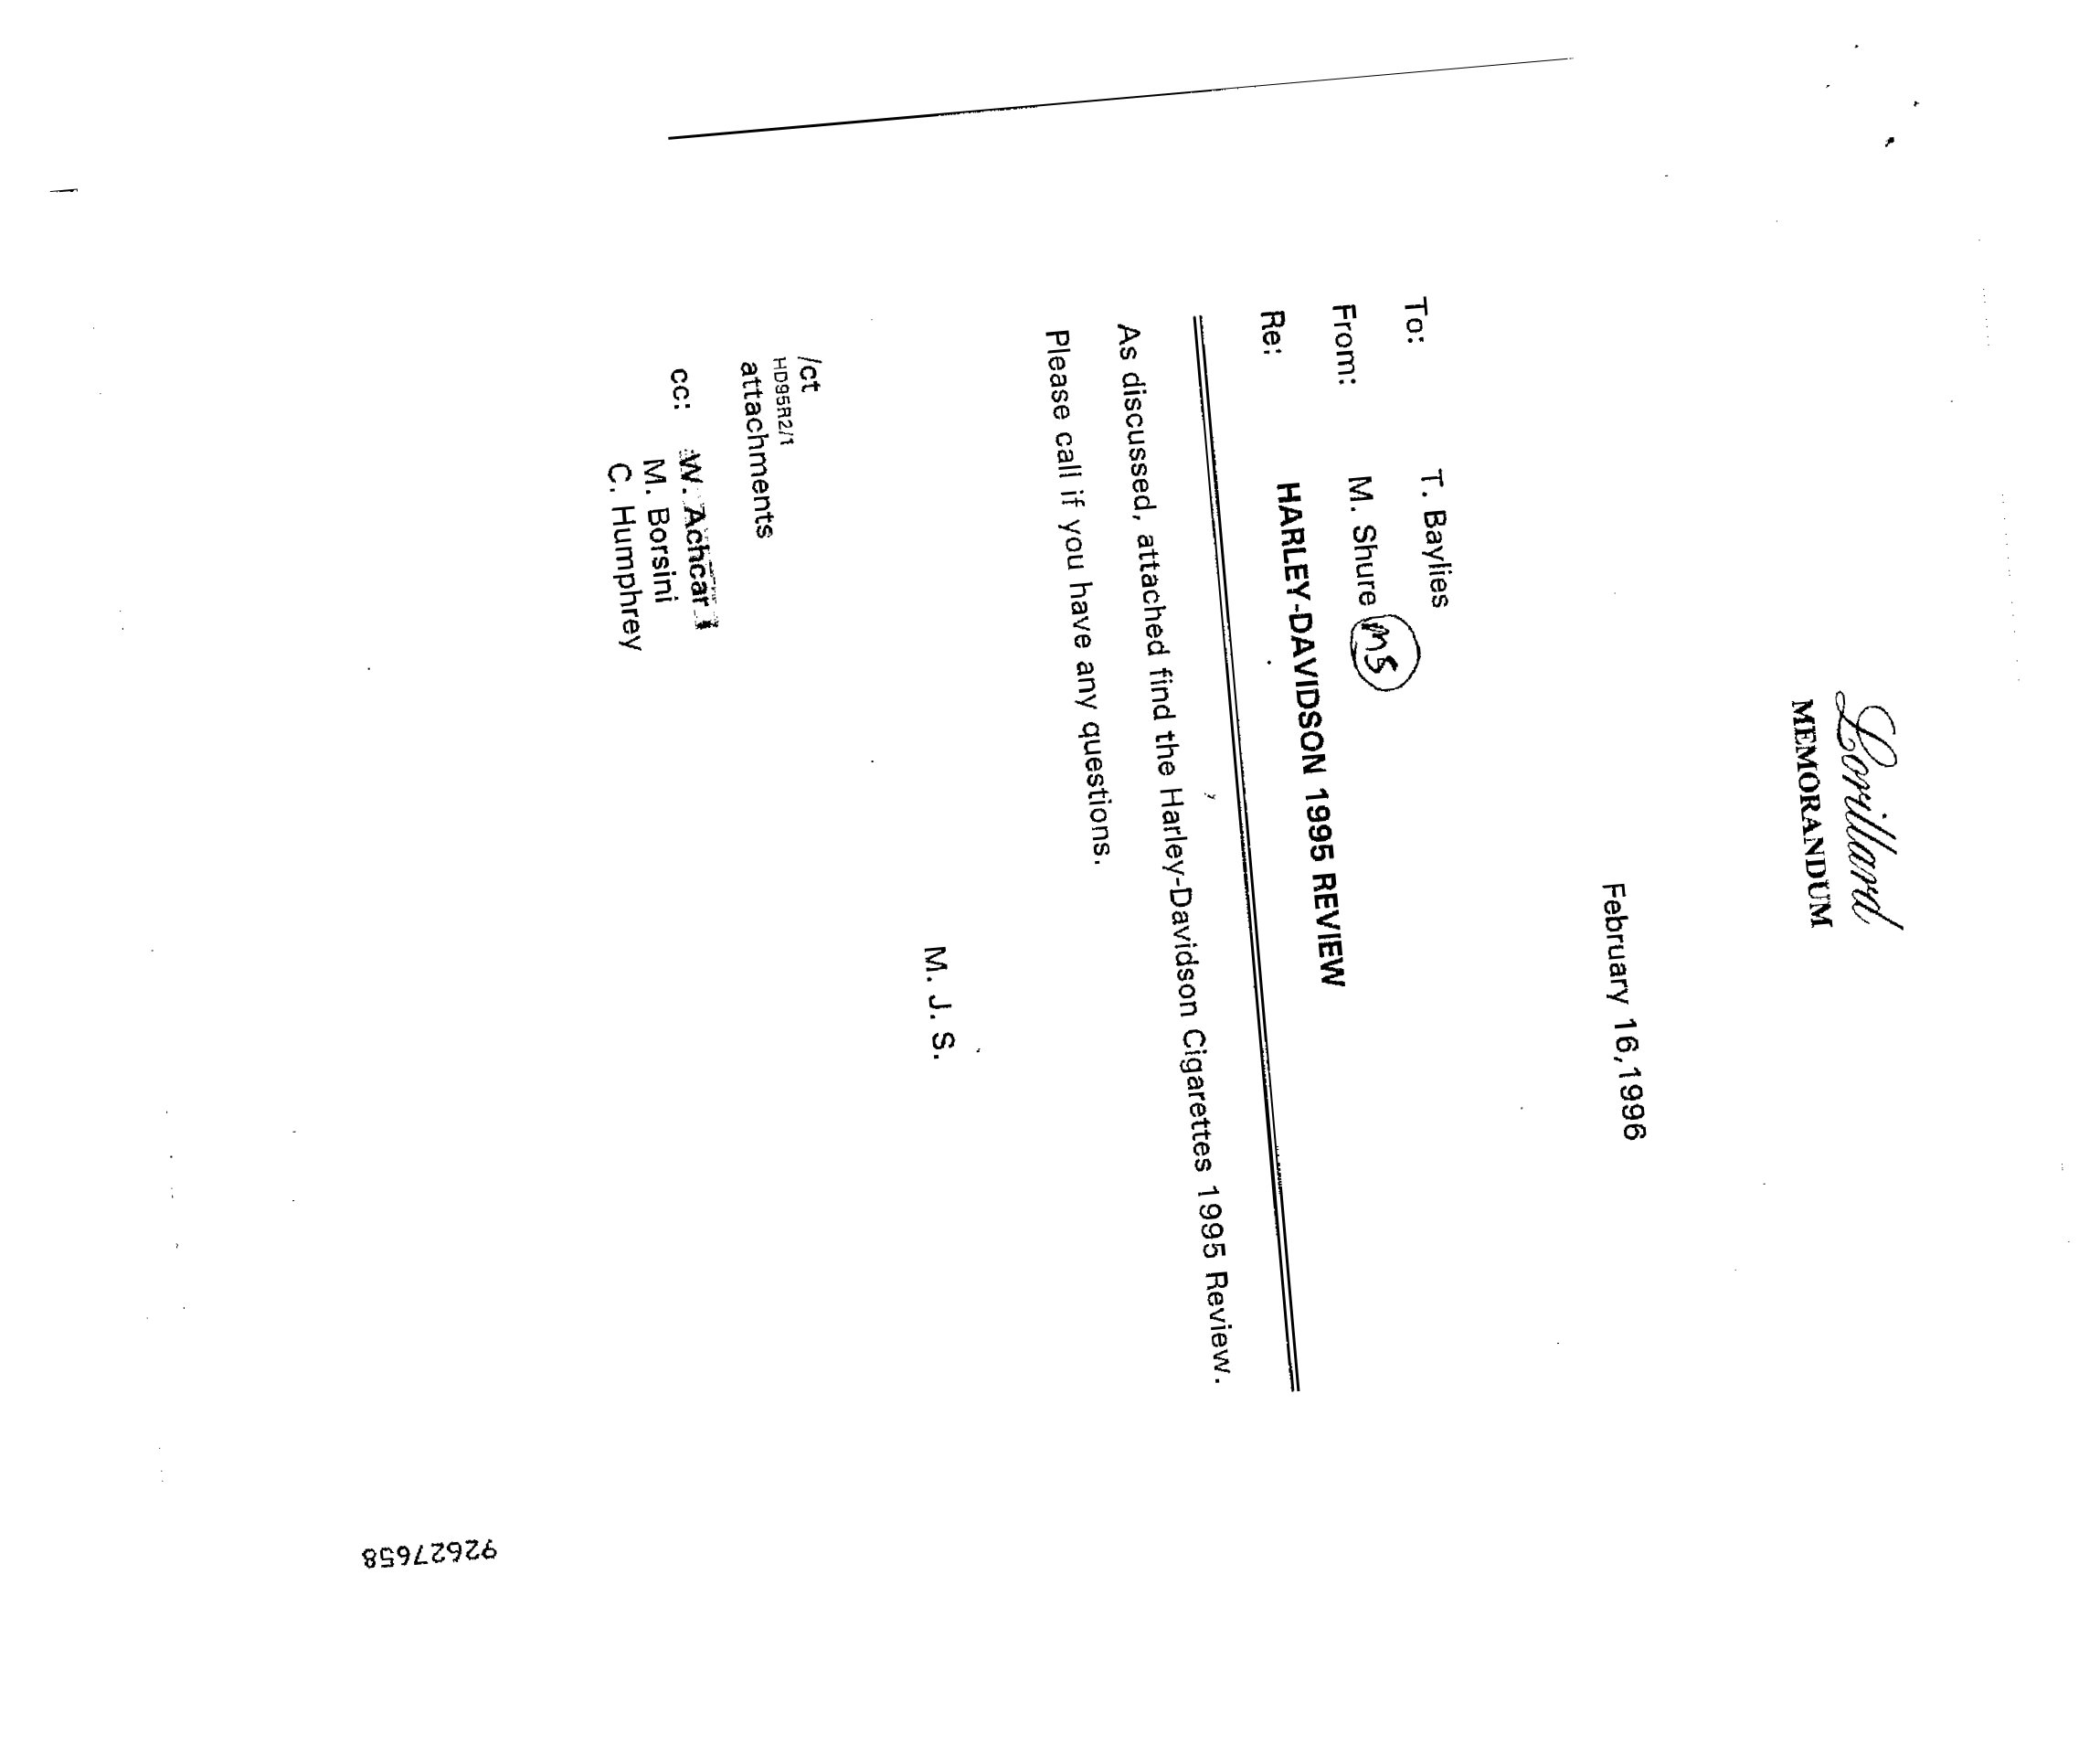 Lorillard
MEMORANDUM
February 16,1996
To: T. Baylies
From: M. Shure MS
Re: HARLEY-DAVIDSON 1995 REVIEW
As discussed, attached find the Harley-Davidson Cigarettes 1995 Review.
Please call if you have any questions.
M. J. S.
/ct
HD95R2/1
attachments
cc: W. Achcar
M. Borsini
C. Humphrey
92627658